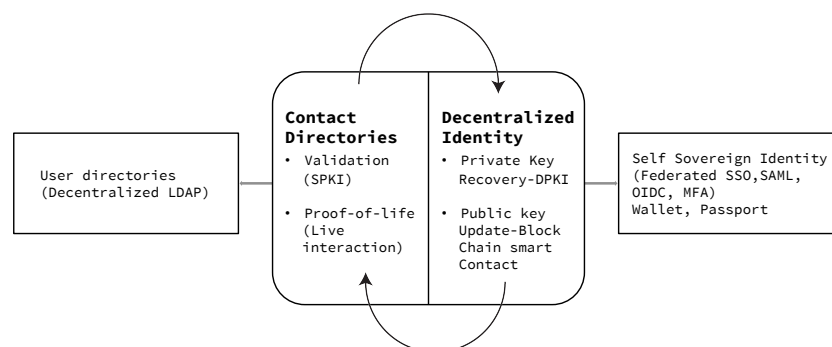 User directories
(Decentralized LDAP)
Contact
Directories
• Validation
(SPKI)
• Proof-of-life
(Live
interaction)
Decentralized
Identity
• Private Key
Recovery-DPKI
• Public key
Update-Block
Chain smart
Contact
Self Sovereign Identity
(Federated SSO,SAML,
OIDC, MFA)
Wallet, Passport